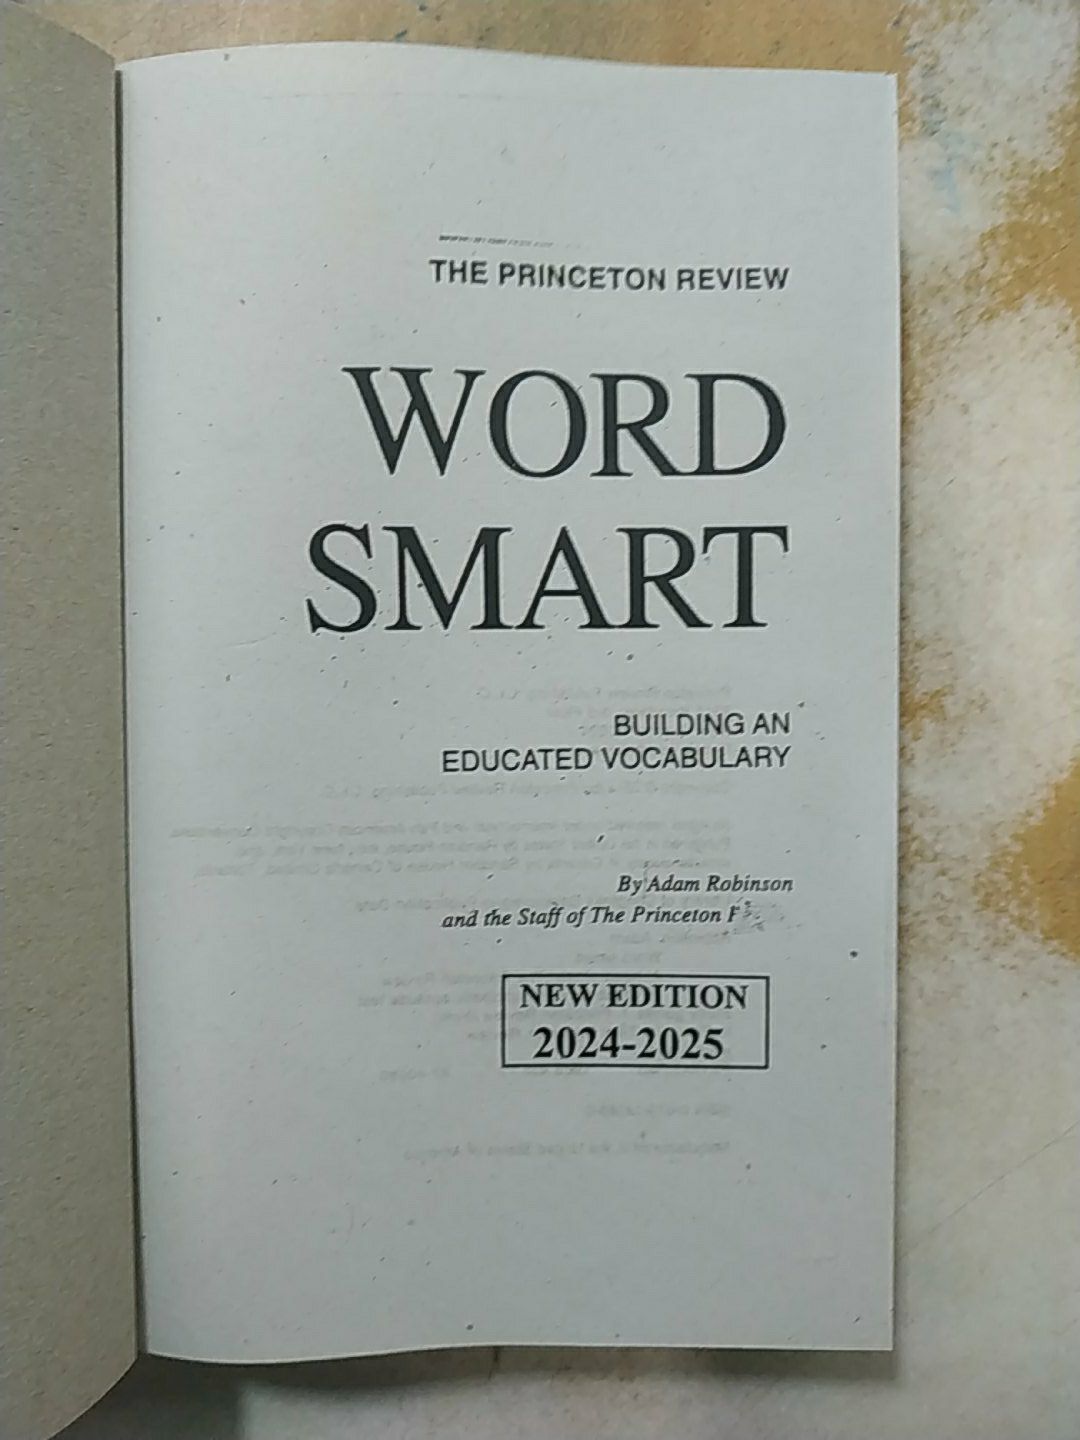 THE PRINCETON REVIEW
WORD
SMART
BUILDING AN
EDUCATED VOCABULARY
By Adam Robinson
and the Staff of The Princeton
NEW EDITION
2024-2025